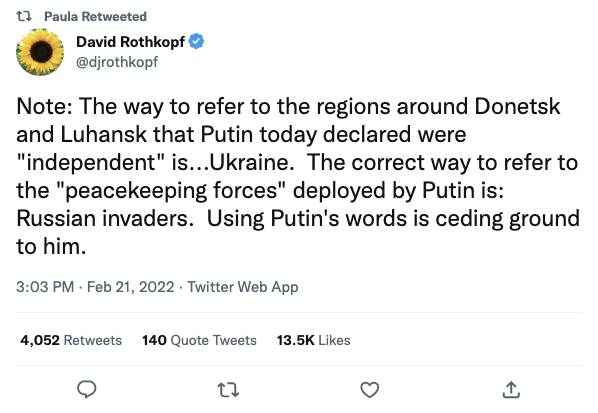 Paula Retweeted
David Rothkopf
@djrothkopf
Note: The way to refer to the regions around Donetsk
and Luhansk that Putin today declared were
"independent" is...Ukraine.  The correct way to refer to
the "peacekeeping forces" deployed by Putin is:
Russian invaders.  Using Putin's words is ceding ground
to him.
3:03 PM · Feb 21, 2022 · Twitter Web App
4,052 Retweets 140 Quote Tweets 13.5K Likes